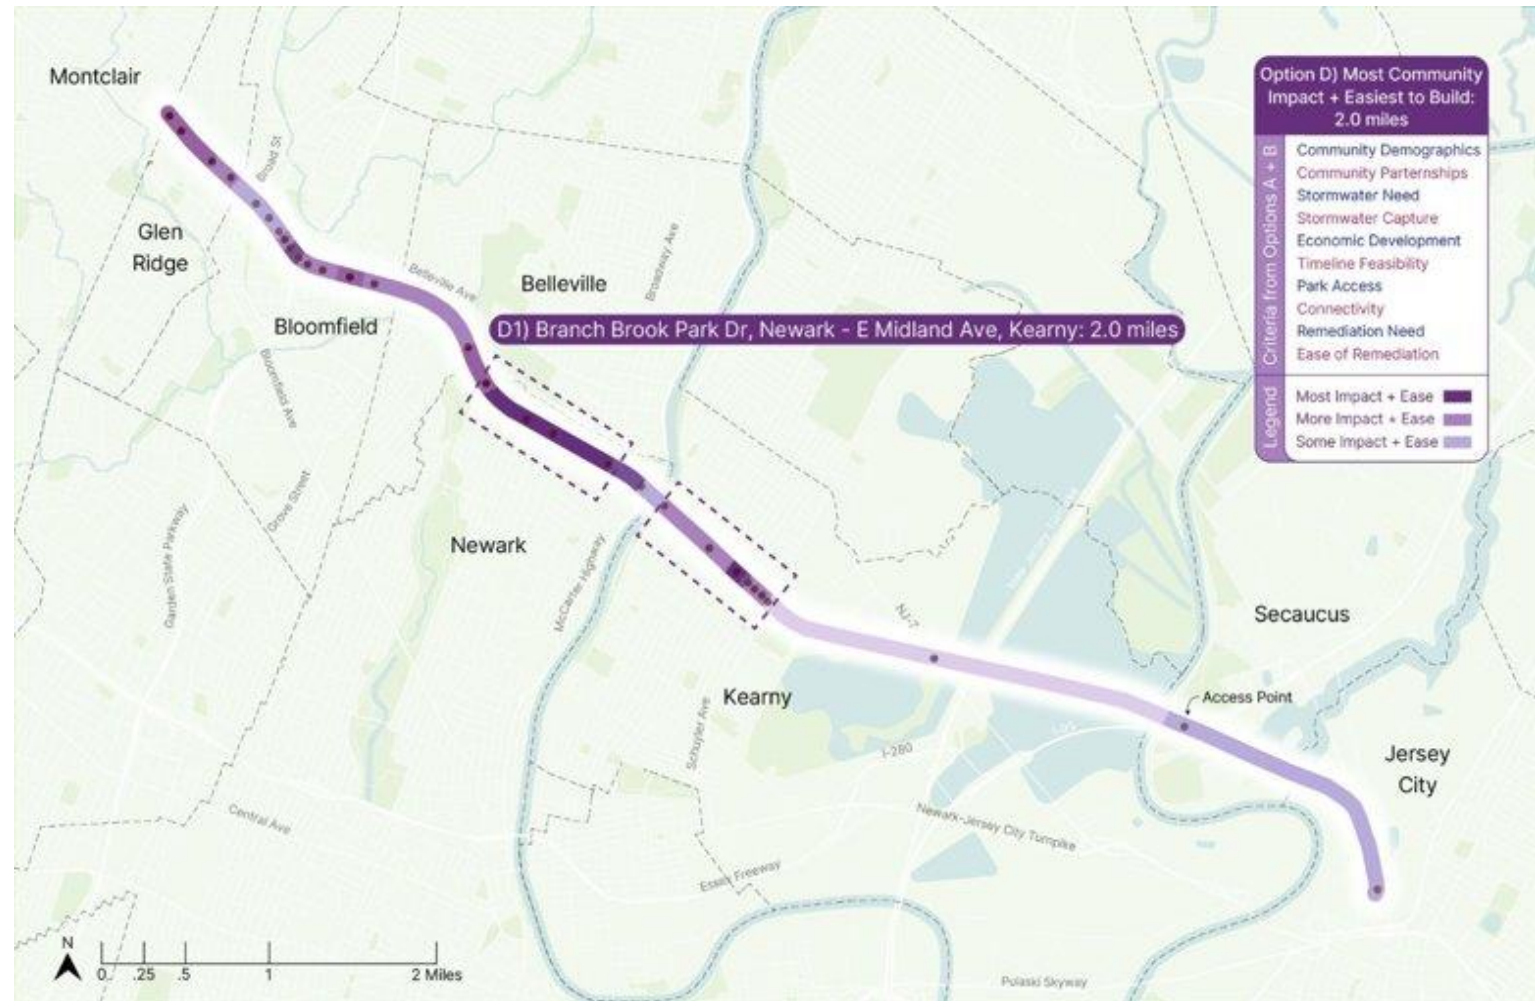 Montclair
Broad St
Glen
Ridge
Bloomfield
Belleville Ave
Belleville
Broadway Ave
D1) Branch Brook Park Dr, Newark - E Midland Ave, Kearny: 2.0 miles
Bloomfield Ave
Grove Street
Garden State Parkway
Newark
McCarter Highway
Kearny
Schuyler Ave
NJ-7
I-280
Newark-Jersey City Turnpike
Essex Freeway
Central Ave
Pulaski Skyway
Secaucus
Access Point
Jersey
City
Option D) Most Community
Impact + Easiest to Build:
2.0 miles
Criteria from Options A + B
Community Demographics
Community Parternships
Stormwater Need
Stormwater Capture
Economic Development
Timeline Feasibility
Park Access
Connectivity
Remediation Need
Ease of Remediation
Legend
Most Impact + Ease
More Impact + Ease
Some Impact + Ease
N
0 .25 .5 1 2 Miles